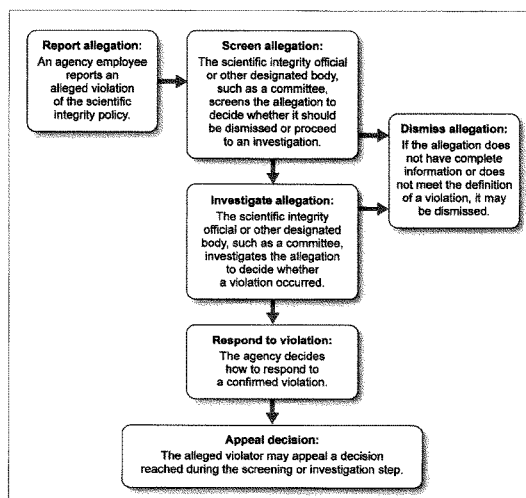 Report allegation:
An agency employee
reports an
alleged violation
of the scientific
integrity policy.
Screen allegation:
The scientific integrity official
or other designated body,
such as a committee,
screens the allegation to
decide whether it should
be dismissed or proceed
to an investigation.
Dismiss allegation:
If the allegation does
not have complete
information or does
not meet the definition
of a violation, it may
be dismissed.
Investigate allegation:
The scientific integrity
official or other designated
body, such as a committee,
investigates the allegation
to decide whether
a violation occurred.
Respond to violation:
The agency decides
how to respond to
a confirmed violation.
Appeal decision:
The alleged violator may appeal a decision
reached during the screening or investigation step.